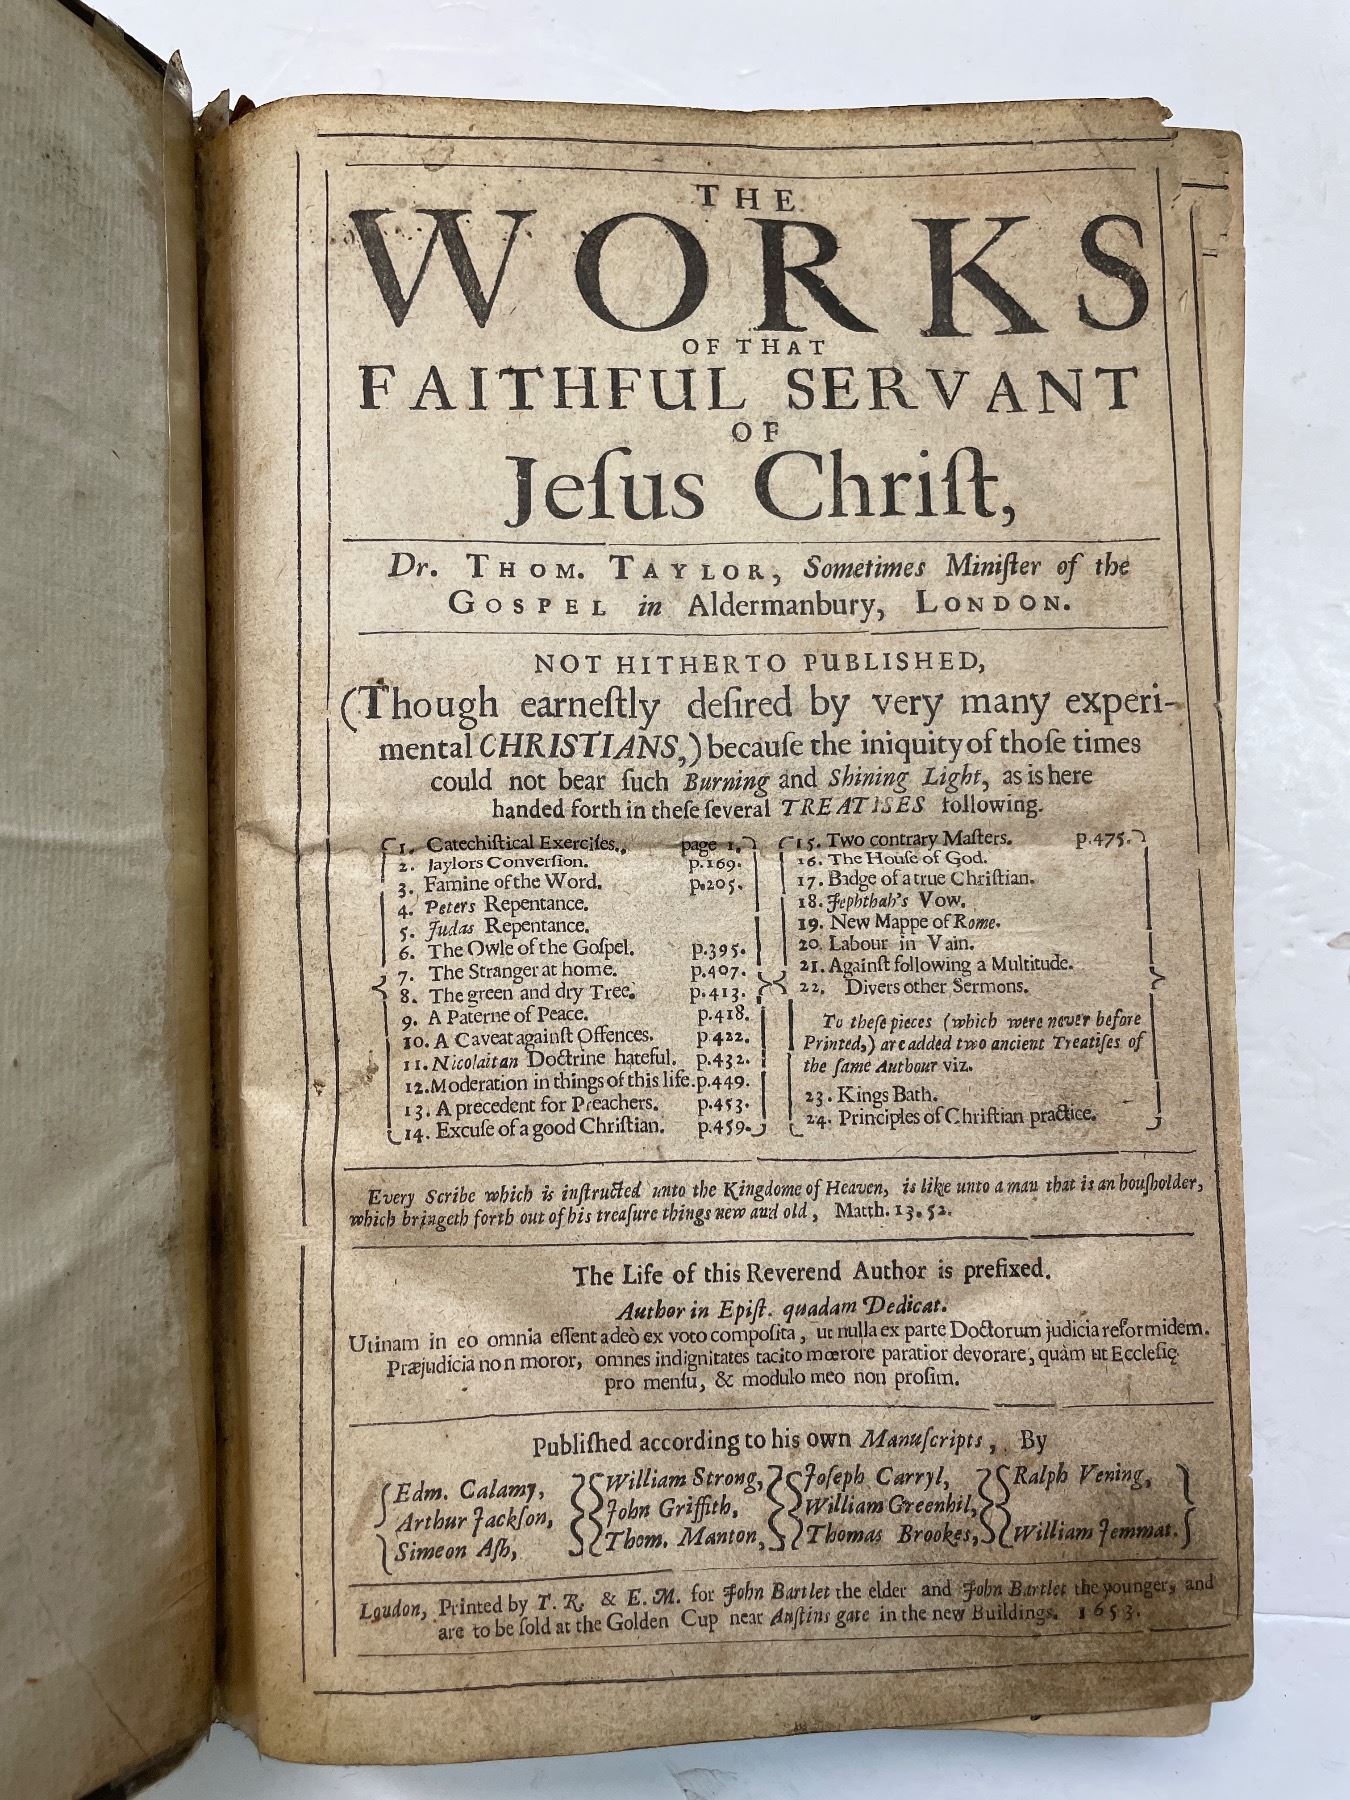 THE
WORKS
OF THAT
FAITHFUL SERVANT
OF
Jeſus Chriſt,
Dr. THOM. TAYLOR, Sometimes Miniſter of the
GOSPEL in Aldermanbury, LONDON.
NOT HITHERTO PUBLISHED,
(Though earneſtly deſired by very many experi-
mental CHRISTIANS,) becauſe the iniquity of thoſe times
could not bear ſuch Burning and Shining Light, as is here
handed forth in theſe ſeveral TREATISES following.
1. Catechiſtical Exerciſes., page 1.
2. Jaylors Converſion. p.169.
3. Famine of the Word. p.205.
4. Peters Repentance.
5. Judas Repentance.
6. The Owle of the Goſpel. p.395.
7. The Stranger at home. p.407.
8. The green and dry Tree. p.413.
9. A Paterne of Peace. p.418.
10. A Caveat againſt Offences. p.422.
11. Nicolaitan Doctrine hateful. p.432.
12. Moderation in things of this life. p.449.
13. A precedent for Preachers. p.453.
14. Excuſe of a good Chriſtian. p.459.
15. Two contrary Maſters. p.475.
16. The Houſe of God.
17. Badge of a true Chriſtian.
18. Jephthah's Vow.
19. New Mappe of Rome.
20. Labour in Vain.
21. Againſt following a Multitude.
22. Divers other Sermons.
To theſe pieces (which were never before
Printed,) are added two ancient Treatiſes of
the ſame Authour viz.
23. Kings Bath.
24. Principles of Chriſtian practice.
Every Scribe which is inſtructed unto the Kingdome of Heaven, is like unto a man that is an houſholder,
which bringeth forth out of his treaſure things new and old, Matth. 13.52.
The Life of this Reverend Author is prefixed.
Author in Epiſt. quadam Dedicat.
Utinam in eo omnia eſſent adeò ex voto compoſita, ut nulla ex parte Doctorum judicia reformidem.
Præjudicia non moror, omnes indignitates tacito mœrore paratior devorare, quàm ut Eccleſię
pro menſu, & modulo meo non proſim.
Publiſhed according to his own Manuſcripts, By
Edm. Calamy, William Strong, Joſeph Carryl, Ralph Vening,
Arthur Jackſon, John Griffith, William Greenhil,
Simeon Aſh, Thom. Manton, Thomas Brookes, William Jemmat.
London, Printed by T. R. & E. M. for John Bartlet the elder and John Bartlet the younger, and
are to be ſold at the Golden Cup near Auſtins gate in the new Buildings. 1653.